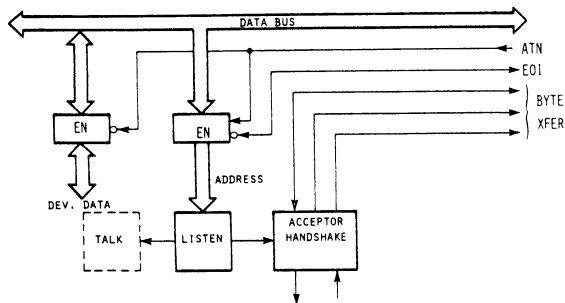 DATA BUS
ATN
EOI
BYTE
XFER
EN
EN
ADDRESS
DEV. DATA
TALK
LISTEN
ACCEPTOR
HANDSHAKE